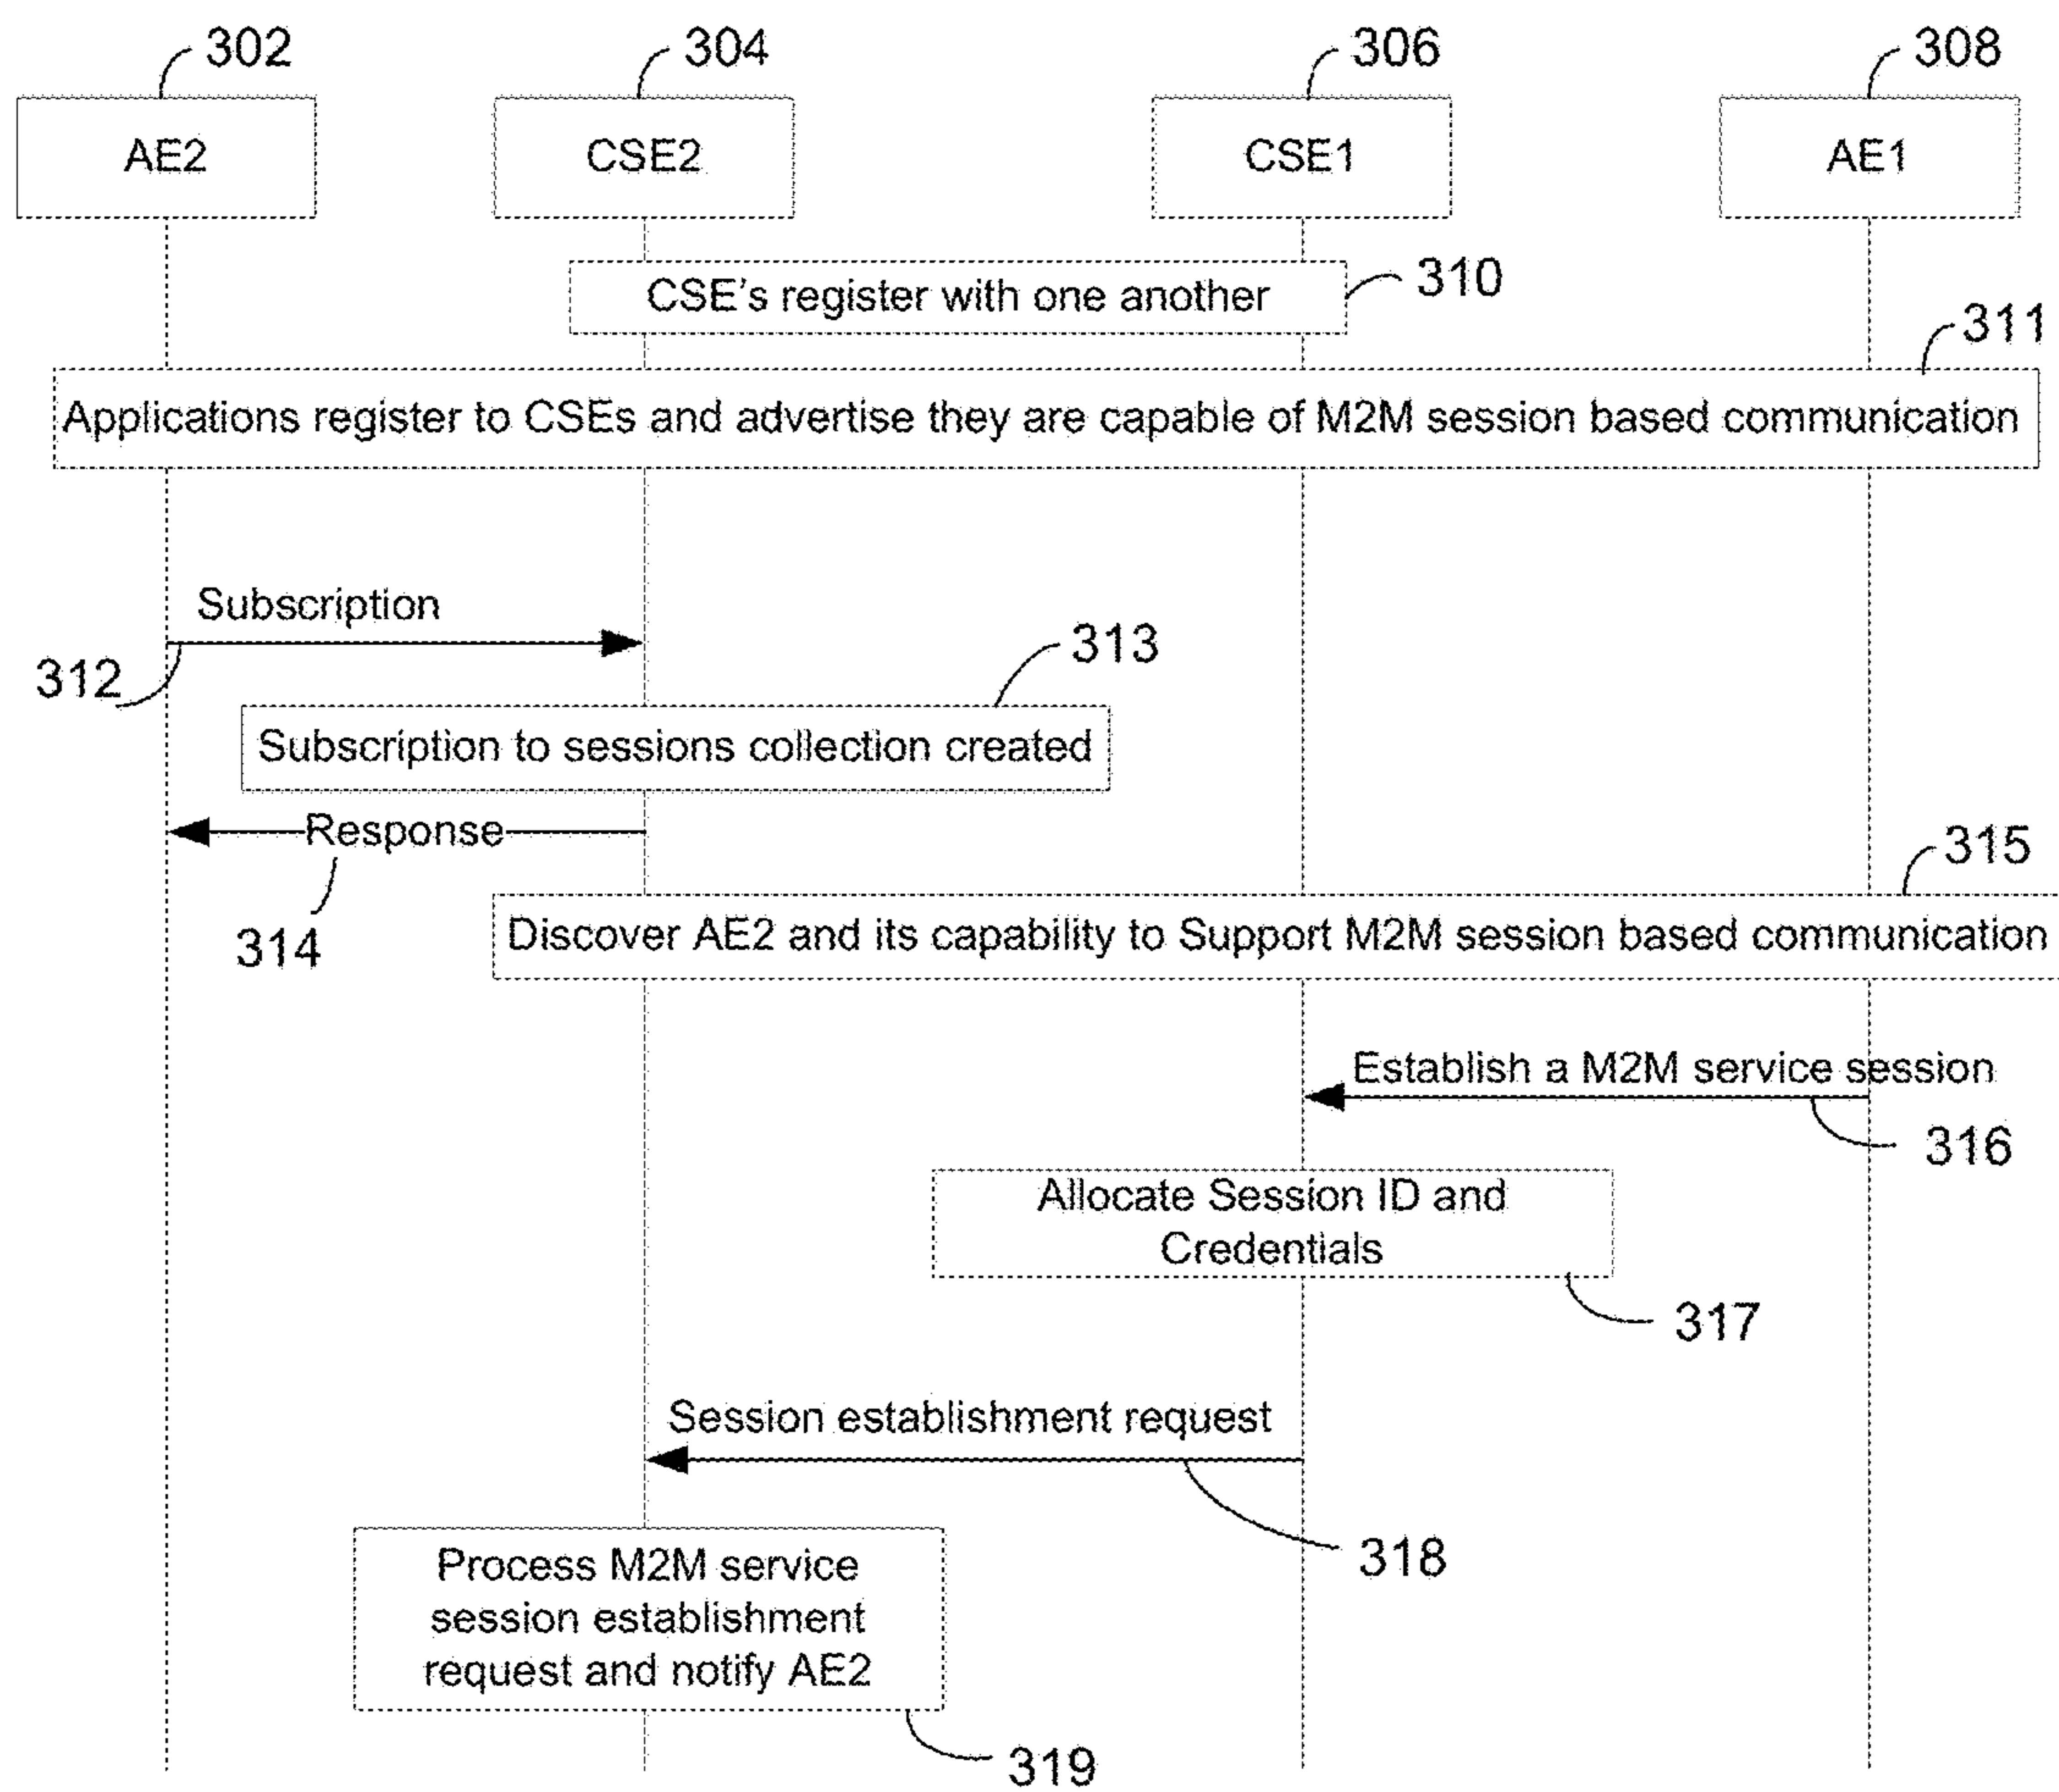 302
304
306
308
AE2
CSE2
CSE1
AE1
CSE's register with one another
310
311
Applications register to CSEs and advertise they are capable of M2M session based communication
Subscription
312
313
Subscription to sessions collection created
Response
314
315
Discover AE2 and its capability to Support M2M session based communication
Establish a M2M service session
316
Allocate Session ID and
Credentials
317
Session establishment request
318
Process M2M service
session establishment
request and notify AE2
319